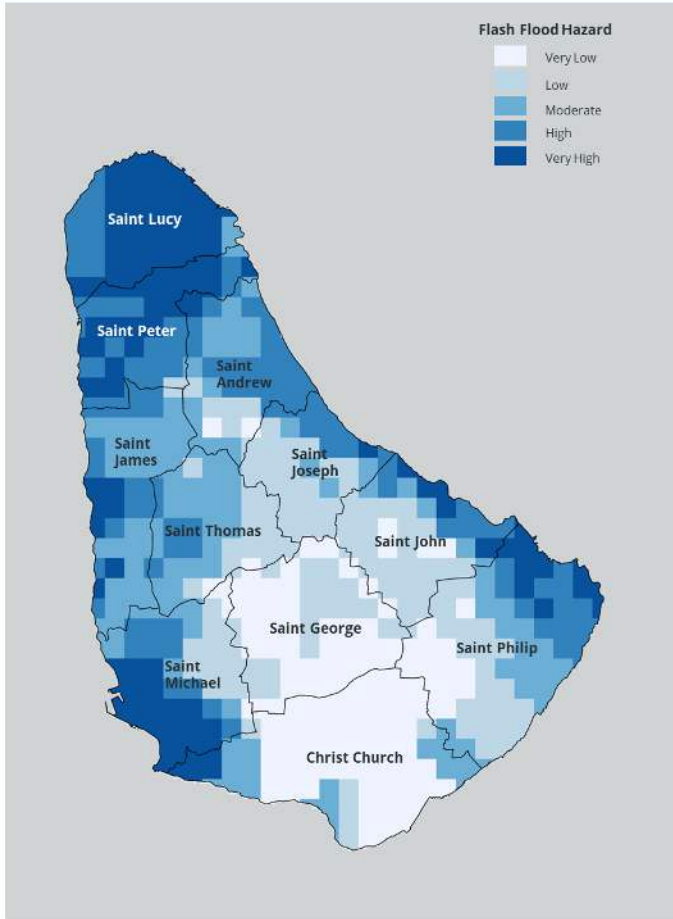 Flash Flood Hazard
Very Low
Low
Moderate
High
Very High
Saint Lucy
Saint Peter
Saint
Andrew
Saint
James
Saint
Joseph
Saint Thomas
Saint John
Saint George
Saint Philip
Saint
Michael
Christ Church